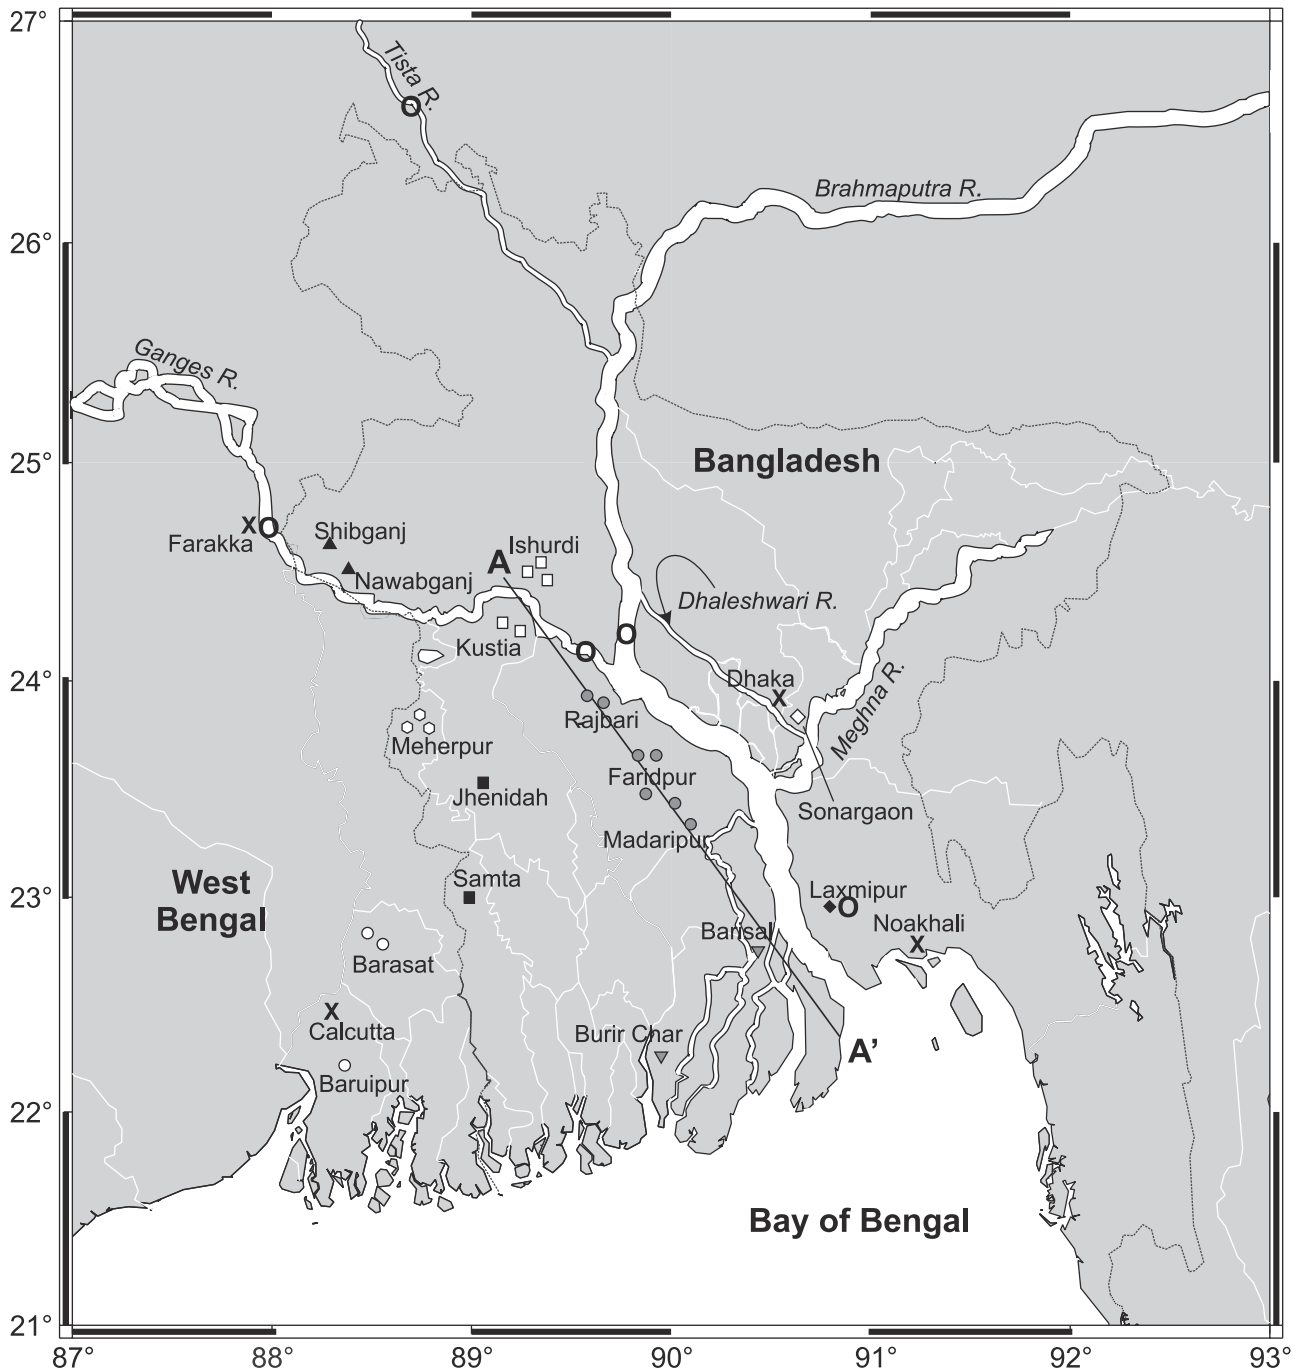 27°
Tista R.
O
Brahmaputra R.
26°
Ganges R.
25°
Bangladesh
X O
Farakka
Shibganj
Nawabganj
A
Ishurdi
Dhaleshwari R.
Kustia
O
O
24°
Dhaka
X
Meghna R.
Rajbari
Meherpur
Faridpur
Jhenidah
Sonargaon
Madaripur
West
Bengal
Samta
23°
Laxmipur
O
Noakhali
X
Barisal
Barasat
X
Calcutta
Burir Char
A’
Baruipur
22°
Bay of Bengal
21°
87°
88°
89°
90°
91°
92°
93°